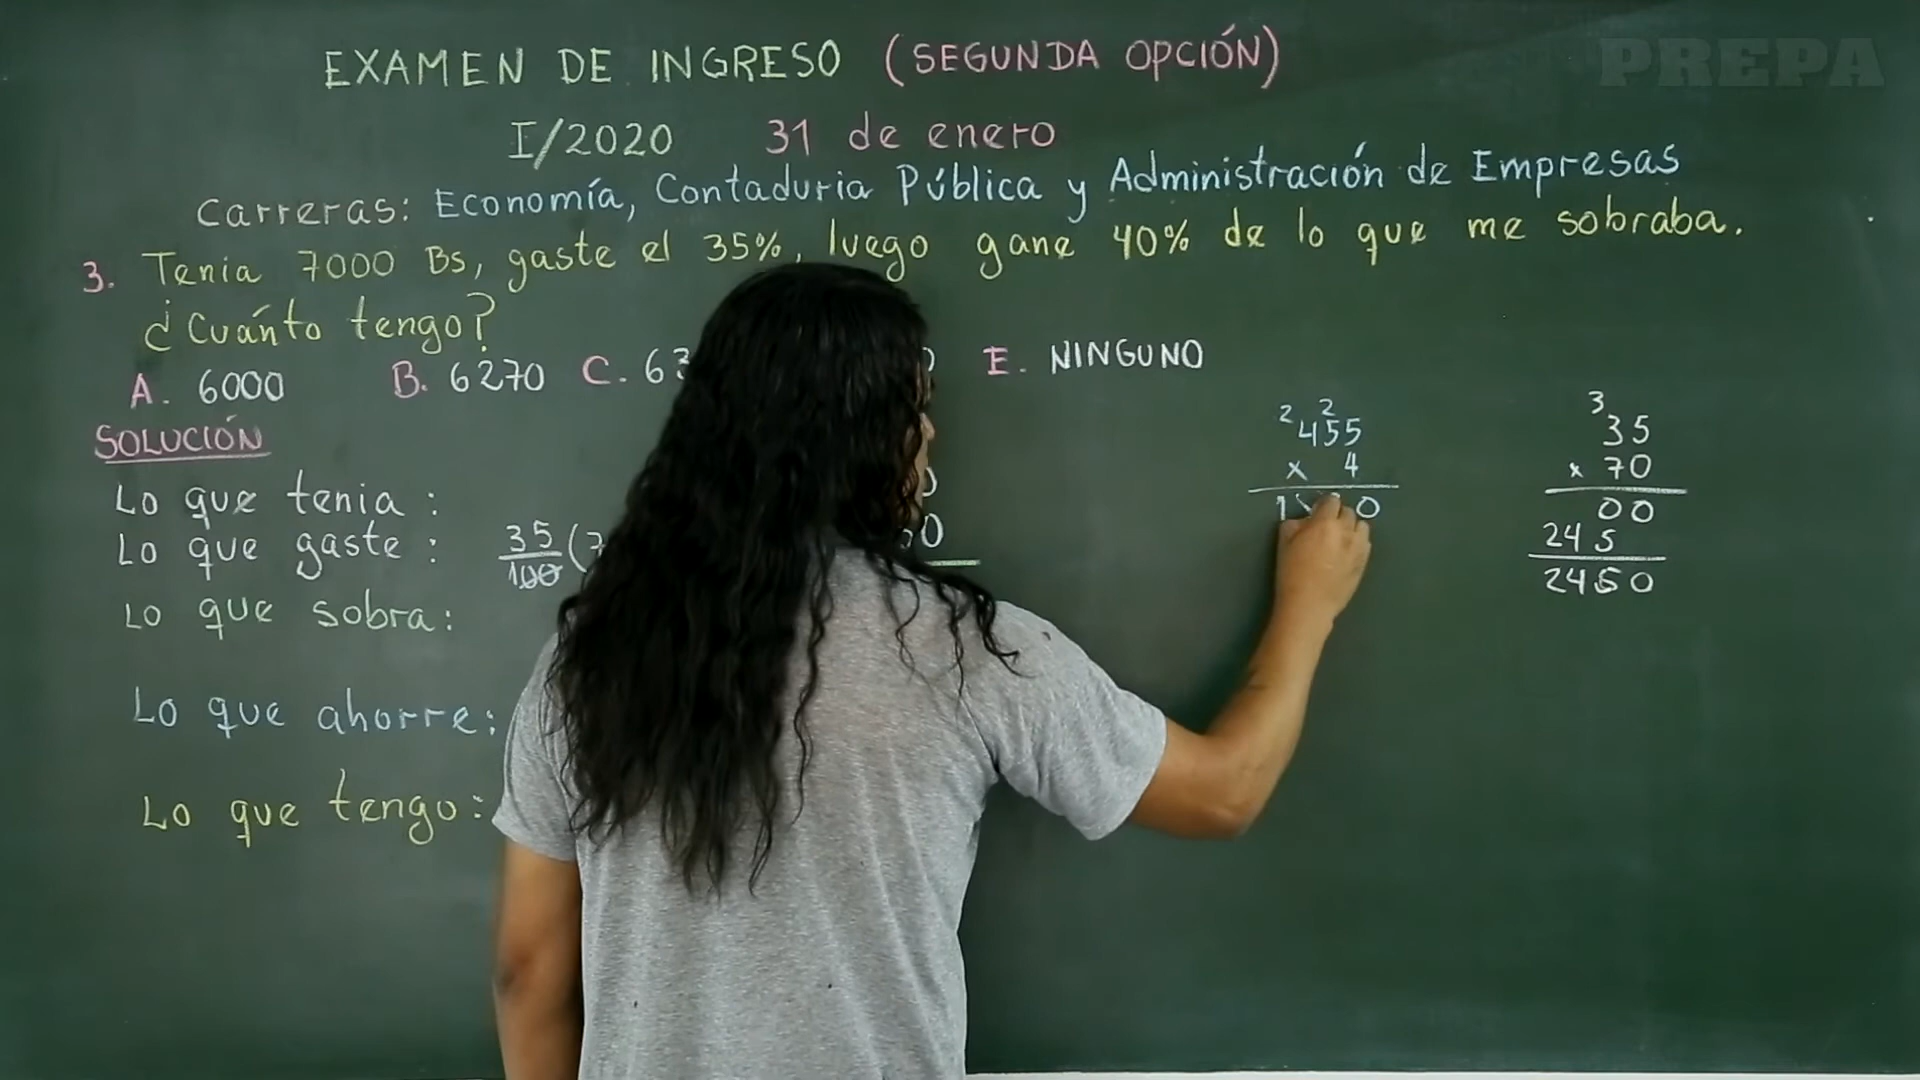 PREPA
EXAMEN DE INGRESO (SEGUNDA OPCIÓN)
I/2020 31 de enero
Carreras: Economía, Contaduria Pública y Administración de Empresas
3. Tenia 7000 Bs, gaste el 35%, luego gane 40% de lo que me sobraba.
¿Cuánto tengo?
A. 6000 B. 6270 C. E. NINGUNO
SOLUCIÓN
Lo que tenia :
Lo que gaste : 35/100 (7
Lo que sobra:
Lo que ahorre:
Lo que tengo:
2 2
455
x 4
3
35
x 70
00
245
2450